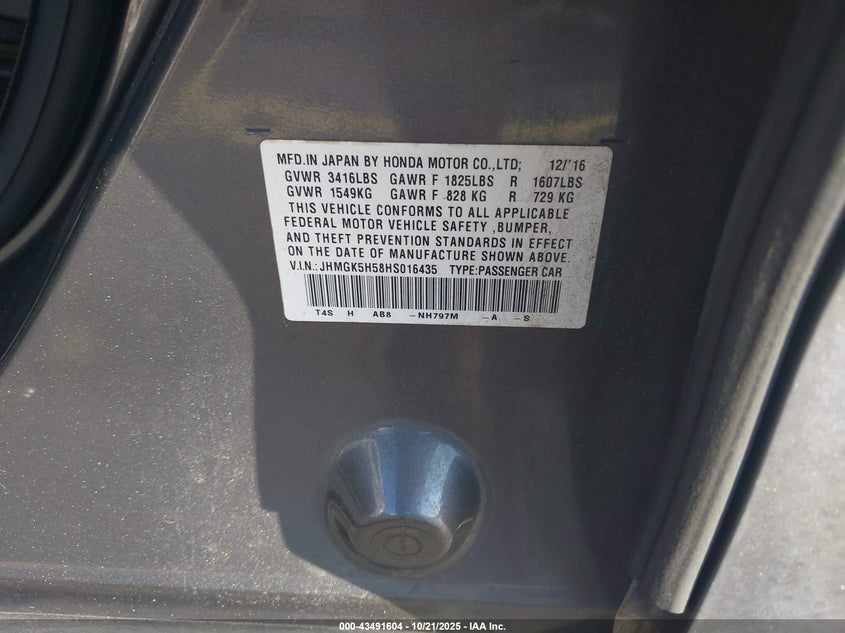 MFD.IN JAPAN BY HONDA MOTOR CO.,LTD; 12/'16
GVWR 3416LBS GAWR F 1825LBS R 1607LBS
GVWR 1549KG GAWR F 828 KG R 729 KG
THIS VEHICLE CONFORMS TO ALL APPLICABLE
FEDERAL MOTOR VEHICLE SAFETY ,BUMPER,
AND THEFT PREVENTION STANDARDS IN EFFECT
ON THE DATE OF MANUFACTURE SHOWN ABOVE.
V.I.N.: JHMGK5H58HS016435 TYPE:PASSENGER CAR
T4S H AB8 -NH797M -A -S
000-43491604 | 10/21/2025 | IAA Inc.